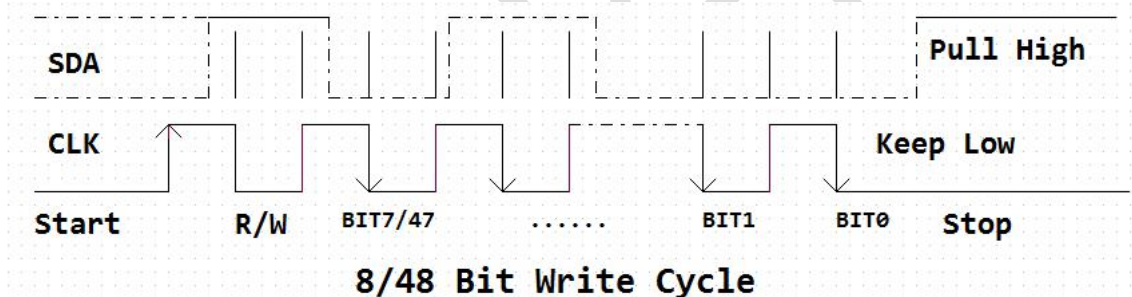 SDA
Pull High
CLK
Keep Low
Start
R/W
BIT7/47
......
BIT1
BIT0
Stop
8/48 Bit Write Cycle